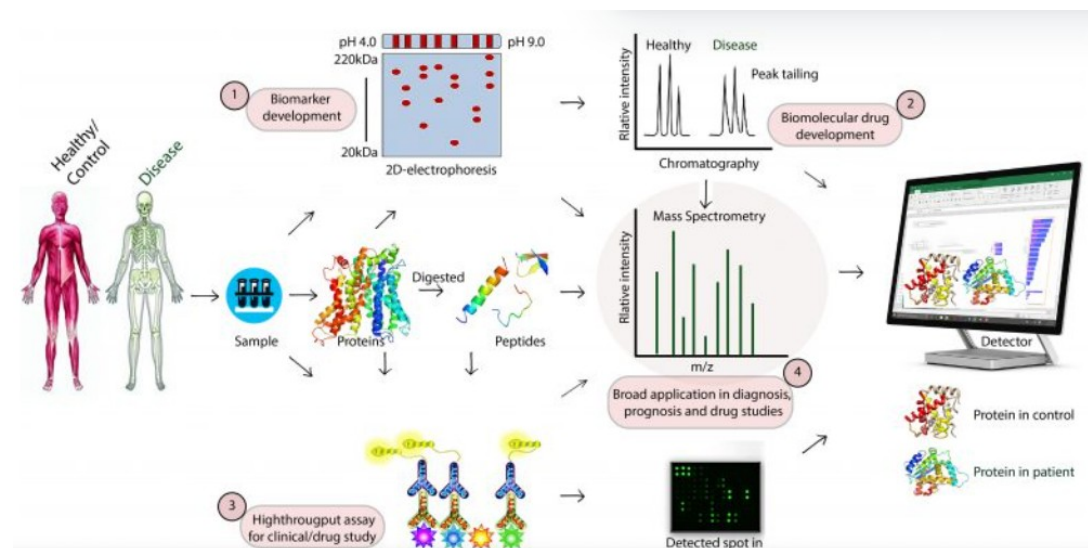 pH 4.0
pH 9.0
220kDa
20kDa
2D-electrophoresis
1
Biomarker
development
Healthy
Disease
Peak tailing
Rlative intensity
Chromatography
2
Biomolecular drug
development
Healthy/
Control
Disease
Sample
Proteins
Digested
Peptides
Mass Spectrometry
Rlative intensity
m/z
4
Broad application in diagnosis,
prognosis and drug studies
Detector
Protein in control
Protein in patient
3
Highthrougput assay
for clinical/drug study
Detected spot in